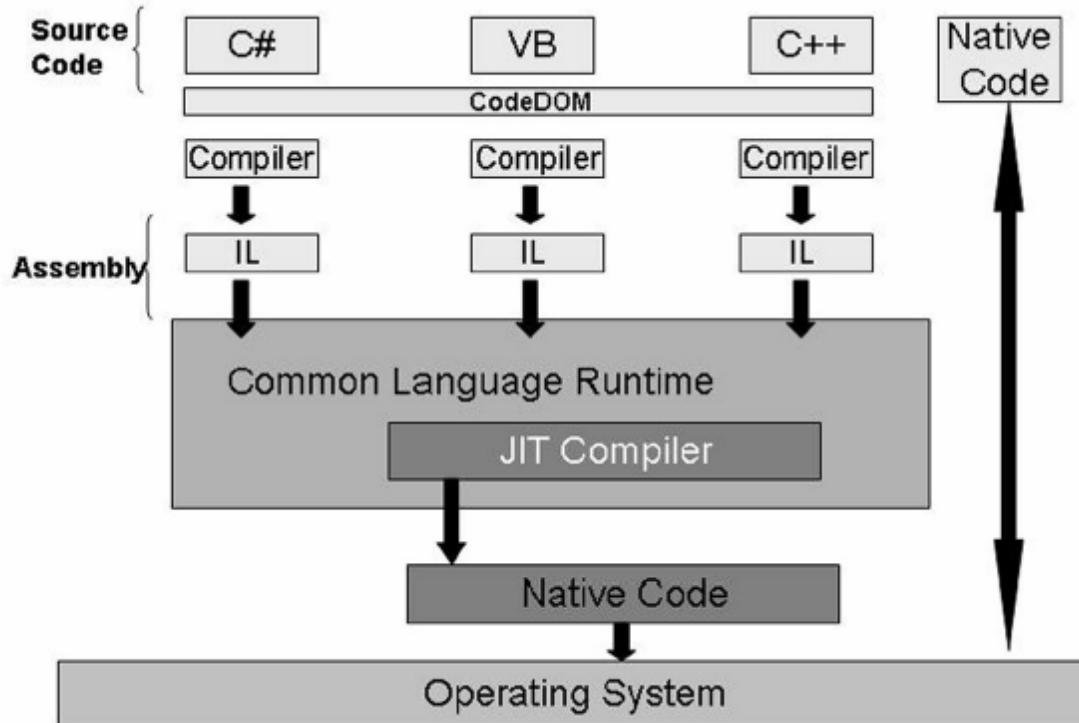 Source
Code
C#
VB
C++
Native
Code
CodeDOM
Compiler
Compiler
Compiler
Assembly
IL
IL
IL
Common Language Runtime
JIT Compiler
Native Code
Operating System